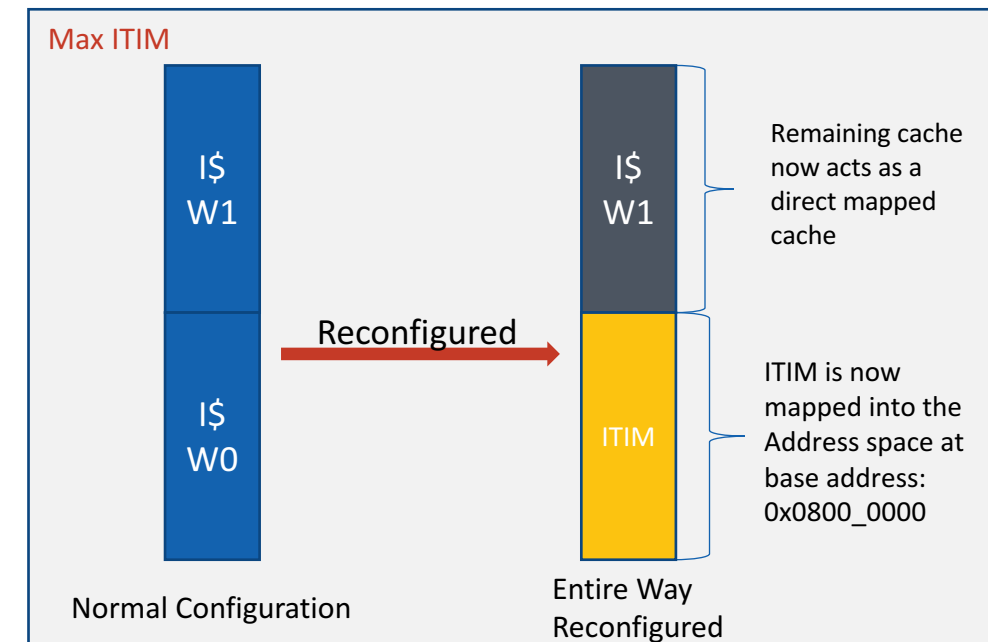 Max ITIM
I$
W1
I$
W0
Reconfigured
I$
W1
ITIM
Remaining cache
now acts as a
direct mapped
cache
ITIM is now
mapped into the
Address space at
base address:
0x0800_0000
Normal Configuration
Entire Way
Reconfigured